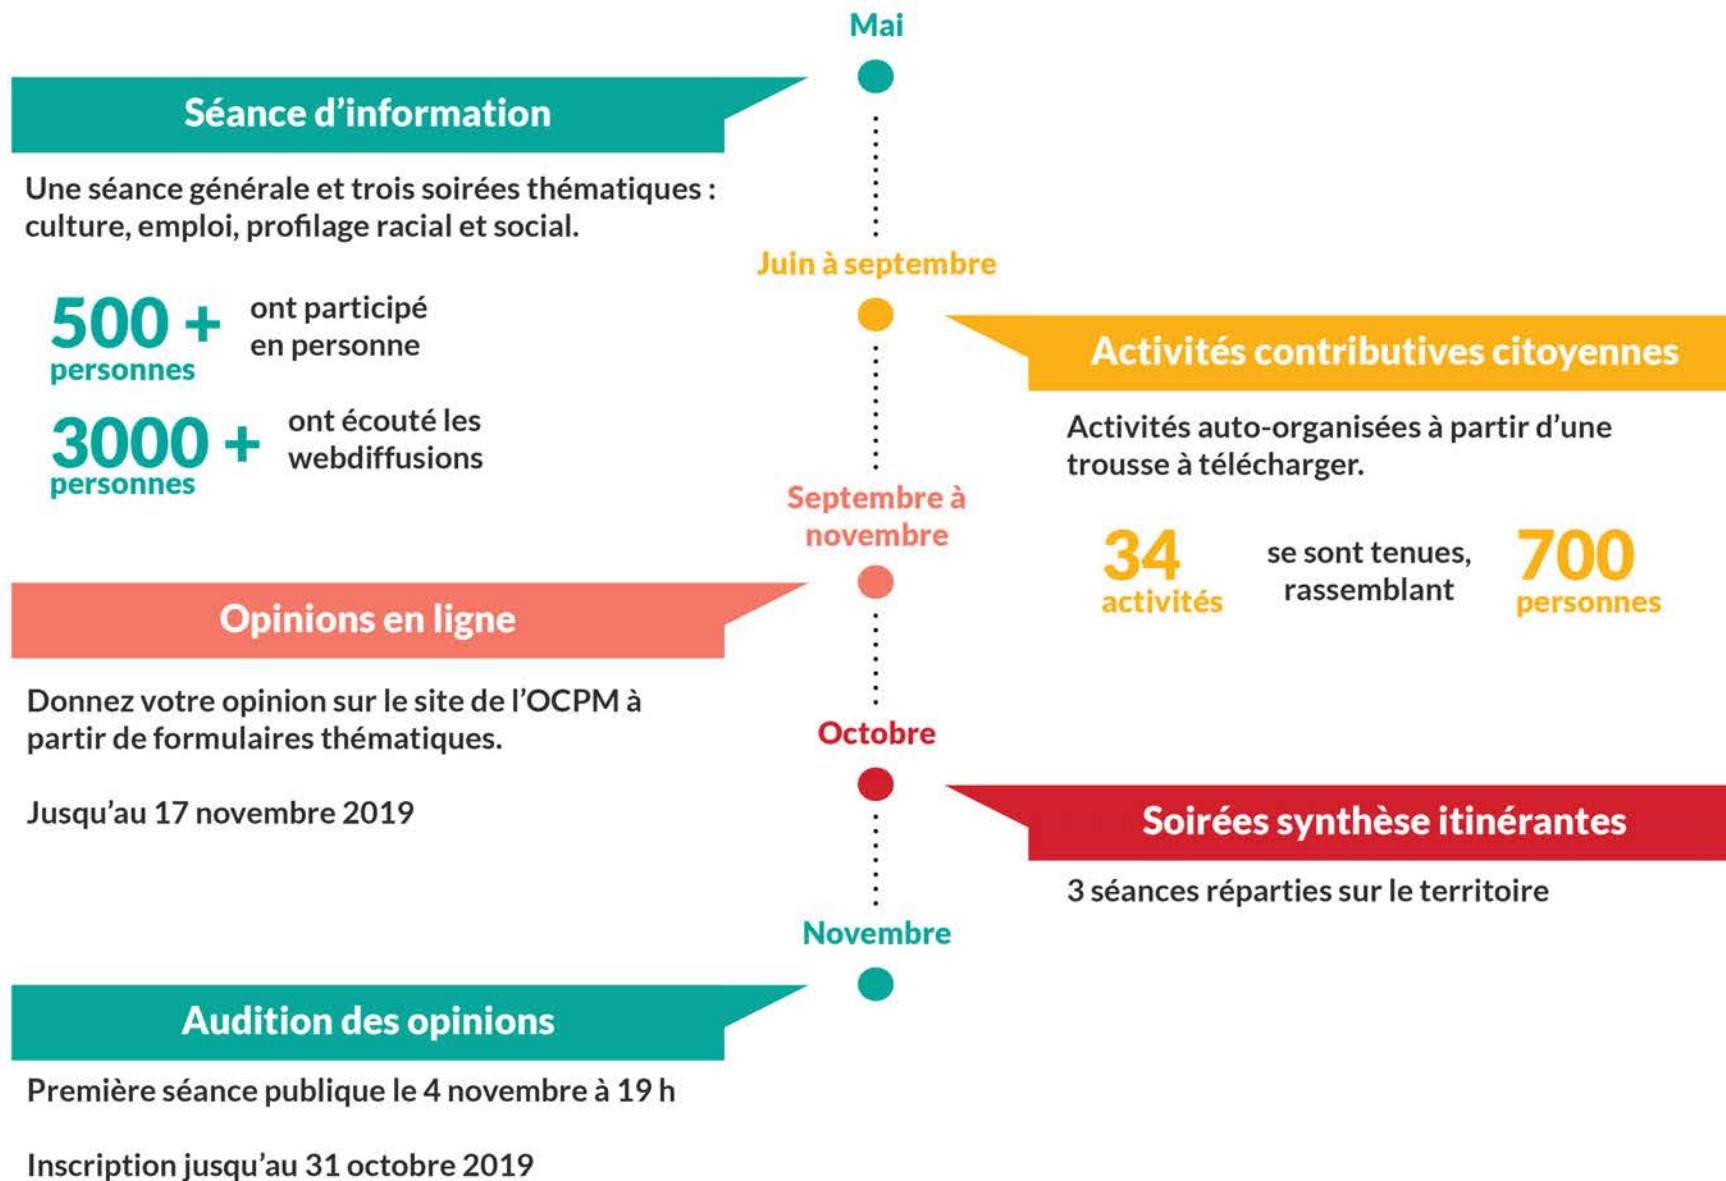 Mai
Séance d'information
Une séance générale et trois soirées thématiques :
culture, emploi, profilage racial et social.
500 +
personnes
ont participé
en personne
3000 +
personnes
ont écouté les
webdiffusions
Juin à septembre
Activités contributives citoyennes
Activités auto-organisées à partir d'une
trousse à télécharger.
34
activités
se sont tenues,
rassemblant
700
personnes
Septembre à
novembre
Opinions en ligne
Donnez votre opinion sur le site de l'OCPM à
partir de formulaires thématiques.
Jusqu'au 17 novembre 2019
Octobre
Soirées synthèse itinérantes
3 séances réparties sur le territoire
Novembre
Audition des opinions
Première séance publique le 4 novembre à 19 h
Inscription jusqu'au 31 octobre 2019